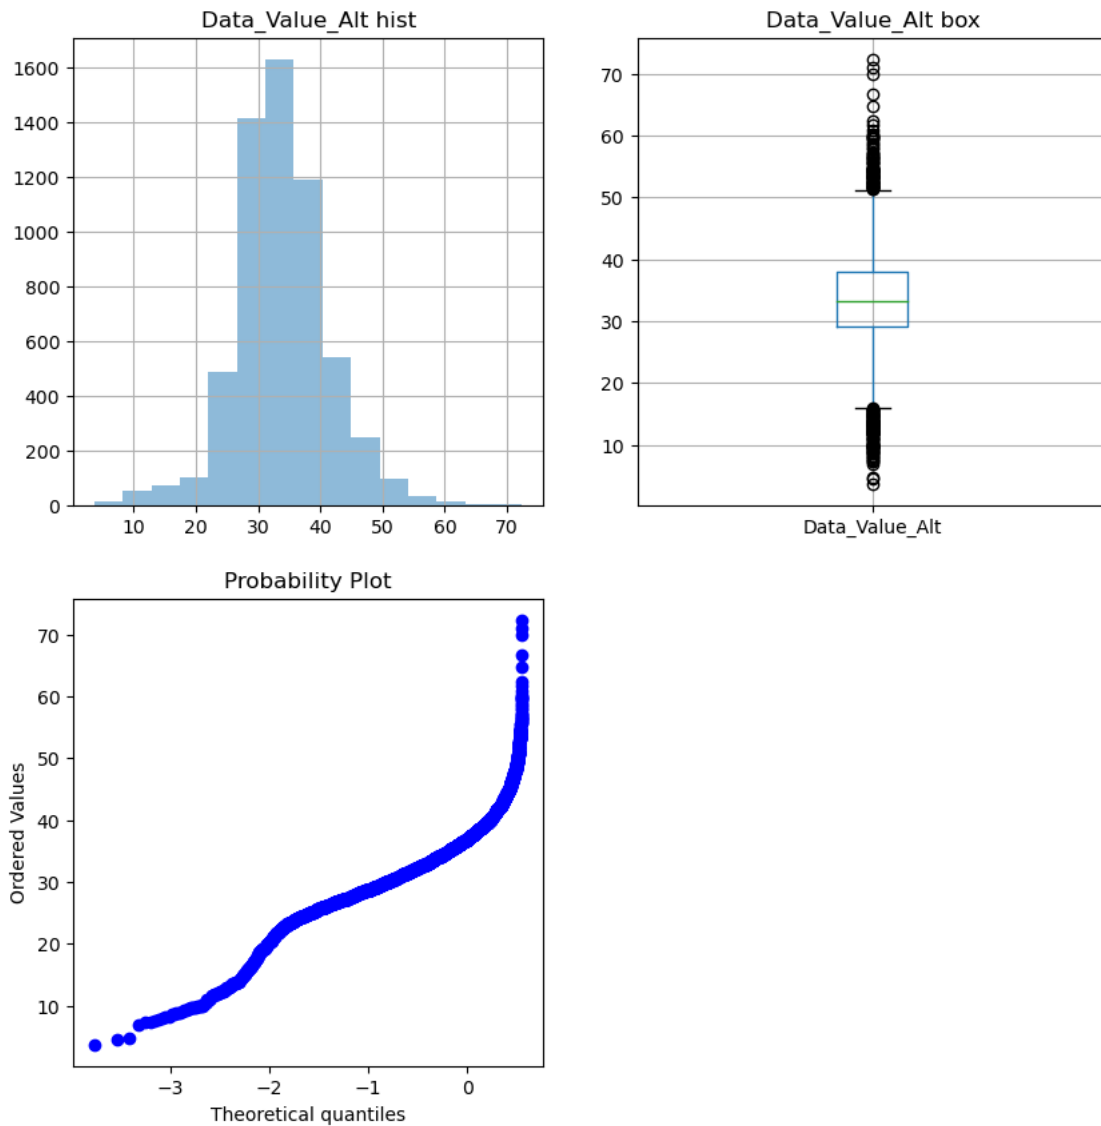 Data_Value_Alt hist
1600
1400
1200
1000
800
600
400
200
0
10 20 30 40 50 60 70
Data_Value_Alt box
70
60
50
40
30
20
10
Data_Value_Alt
Probability Plot
Ordered Values
70
60
50
40
30
20
10
−3 −2 −1 0
Theoretical quantiles